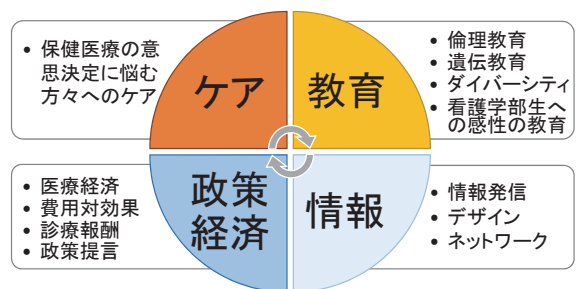 • 保健医療の意
思決定に悩む
方々へのケア
ケア
教育
• 倫理教育
• 遺伝教育
• ダイバーシティ
• 看護学部生へ
の感性の教育
• 医療経済
• 費用対効果
• 診療報酬
• 政策提言
政策
経済
情報
• 情報発信
• デザイン
• ネットワーク